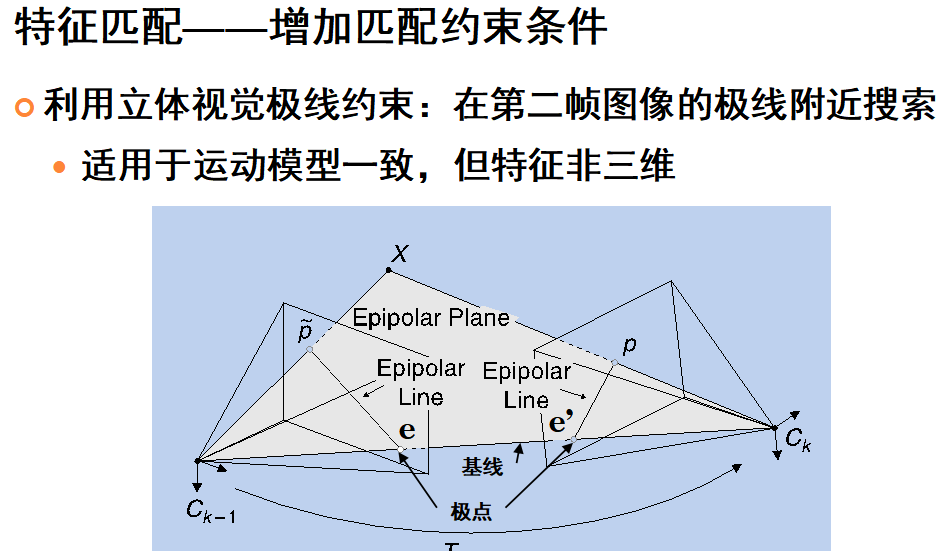 特征匹配——增加匹配约束条件
利用立体视觉极线约束：在第二帧图像的极线附近搜索
适用于运动模型一致，但特征非三维
X
Epipolar Plane
p̃
p
Epipolar
Line
Epipolar
Line
e
e’
基线
极点
C_k
C_{k−1}